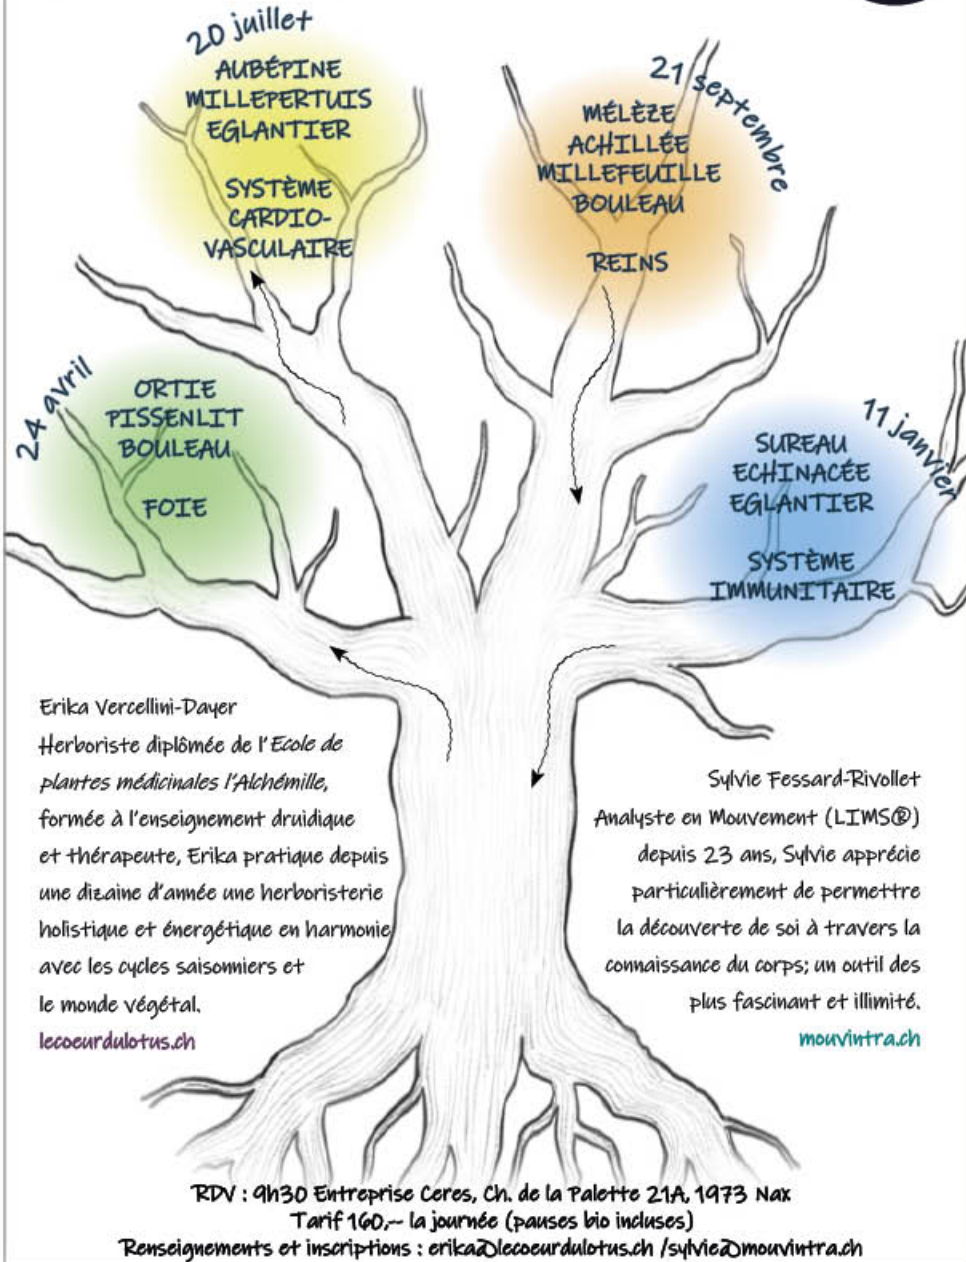 20 juillet
AUBÉPINE
MILLEPERTUIS
EGLANTIER
SYSTÈME
CARDIO-
VASCULAIRE
21 septembre
MÉLÈZE
ACHILLÉE
MILLEFEUILLE
BOULEAU
REINS
24 avril
ORTIE
PISSENLIT
BOULEAU
FOIE
11 janvier
SUREAU
ECHINACÉE
EGLANTIER
SYSTÈME
IMMUNITAIRE
Erika Vercellini-Dayer
Herboriste diplômée de l'Ecole de
plantes médicinales l'Alchémille,
formée à l'enseignement druidique
et thérapeute, Erika pratique depuis
une dizaine d'année une herboristerie
holistique et énergétique en harmonie
avec les cycles saisonniers et
le monde végétal.
lecoeurdulotus.ch
Sylvie Fessard-Rivollet
Analyste en Mouvement (LIMS®)
depuis 23 ans, Sylvie apprécie
particulièrement de permettre
la découverte de soi à travers la
connaissance du corps; un outil des
plus fascinant et illimité.
mouvintra.ch
RDV : 9h30 Entreprise Ceres, Ch. de la Palette 21A, 1973 Nax
Tarif 160.-- la journée (pauses bio incluses)
Renseignements et inscriptions : erika@lecoeurdulotus.ch /sylvie@mouvintra.ch